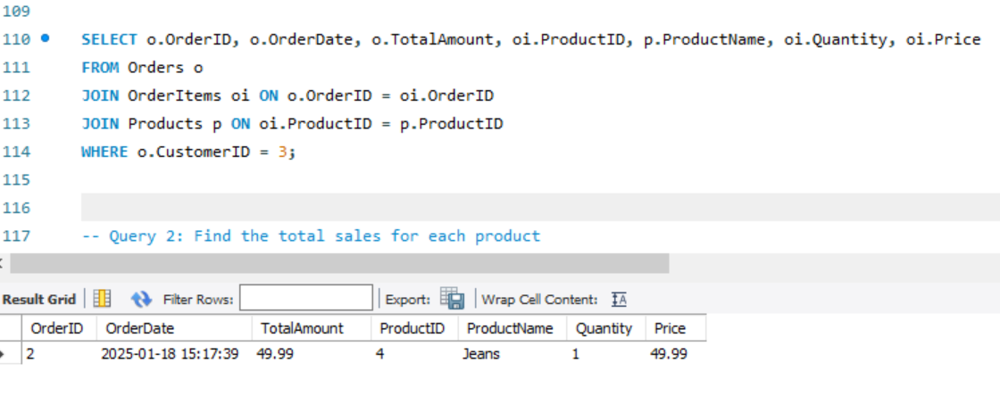 109
110 SELECT o.OrderID, o.OrderDate, o.TotalAmount, oi.ProductID, p.ProductName, oi.Quantity, oi.Price
111 FROM Orders o
112 JOIN OrderItems oi ON o.OrderID = oi.OrderID
113 JOIN Products p ON oi.ProductID = p.ProductID
114 WHERE o.CustomerID = 3;
115
116
117 -- Query 2: Find the total sales for each product
Result Grid Filter Rows: Export: Wrap Cell Content: IA
OrderID OrderDate TotalAmount ProductID ProductName Quantity Price
2 2025-01-18 15:17:39 49.99 4 Jeans 1 49.99